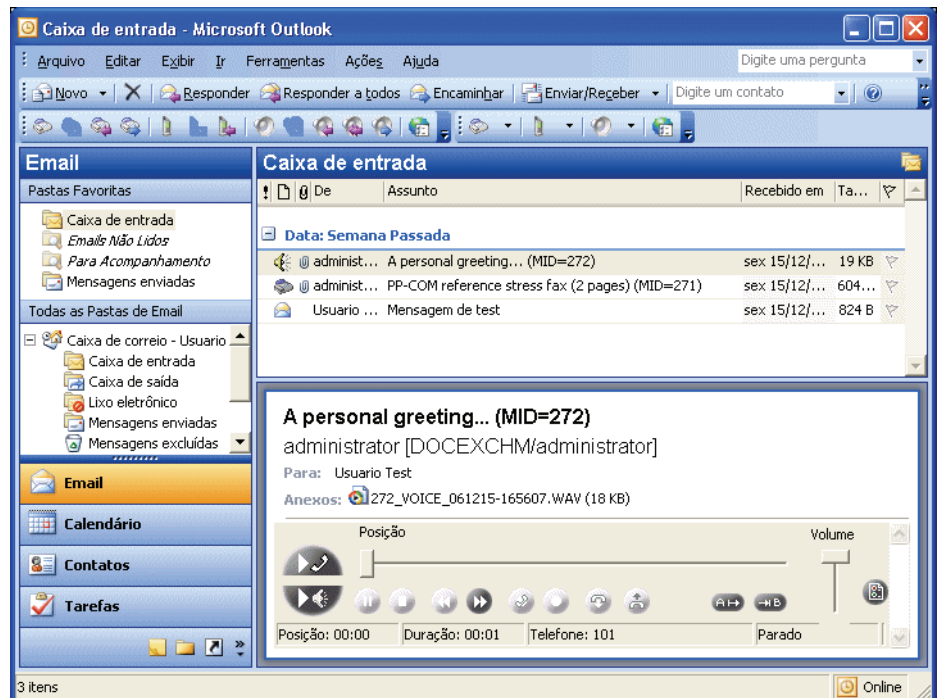 Caixa de entrada - Microsoft Outlook
Arquivo Editar Exibir Ir Ferramentas Ações Ajuda Digite uma pergunta
Novo Responder Responder a todos Encaminhar Enviar/Receber Digite um contato
Email
Caixa de entrada
Pastas Favoritas
! De Assunto Recebido em Ta...
Caixa de entrada
Emails Não Lidos
Para Acompanhamento
Mensagens enviadas
Data: Semana Passada
administ... A personal greeting... (MID=272) sex 15/12/... 19 KB
administ... PP-COM reference stress fax (2 pages) (MID=271) sex 15/12/... 604...
Usuario ... Mensagem de test sex 15/12/... 824 B
Todas as Pastas de Email
Caixa de correio - Usuario
Caixa de entrada
Caixa de saída
Lixo eletrônico
Mensagens enviadas
Mensagens excluídas
Email
Calendário
Contatos
Tarefas
A personal greeting... (MID=272)
administrator [DOCEXCHM/administrator]
Para: Usuario Test
Anexos: 272_VOICE_061215-165607.WAV (18 KB)
Posição Volume
A B
Posição: 00:00 Duração: 00:01 Telefone: 101 Parado
3 itens Online